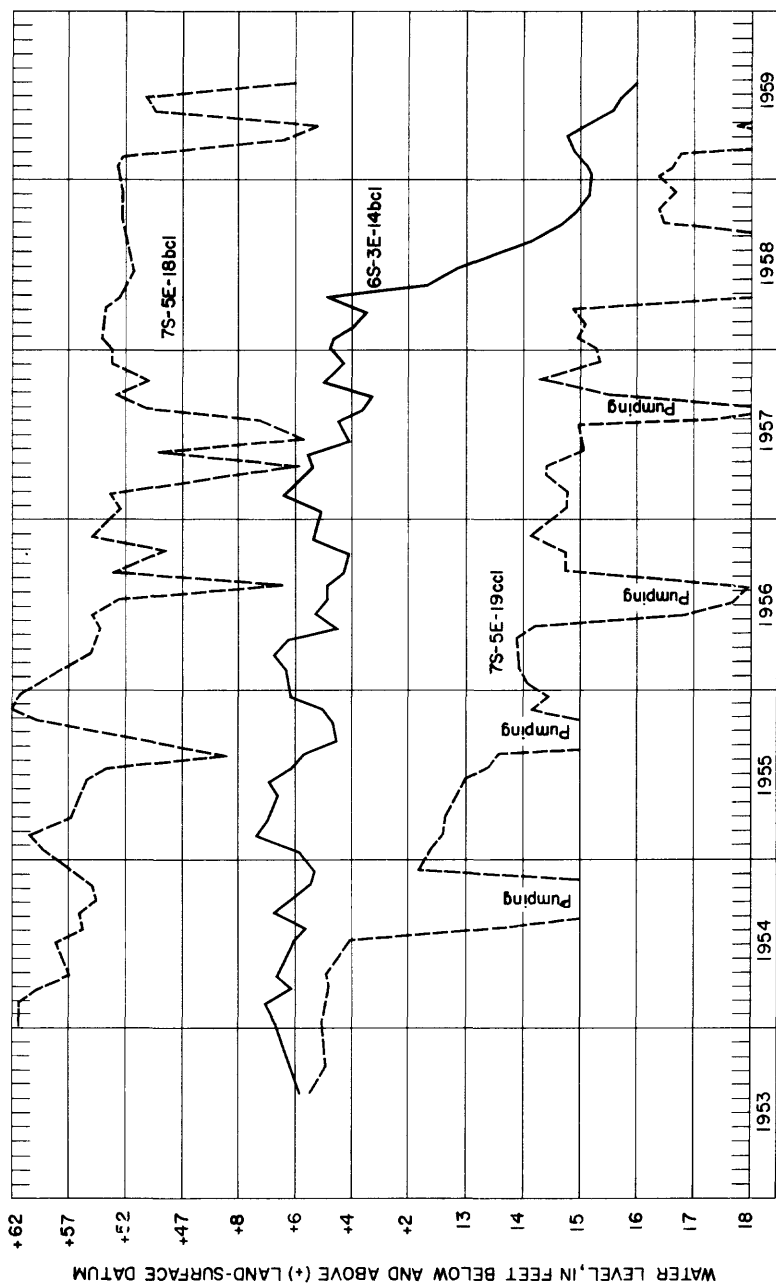 WATER LEVEL, IN FEET BELOW AND ABOVE (+) LAND-SURFACE DATUM
+62
+57
+52
+47
+8
+6
+4
+2
13
14
15
16
17
18
7S-5E-18bcl
6S-3E-14bcl
7S-5E-19ccl
Pumping
Pumping
Pumping
Pumping
1953
1954
1955
1956
1957
1958
1959